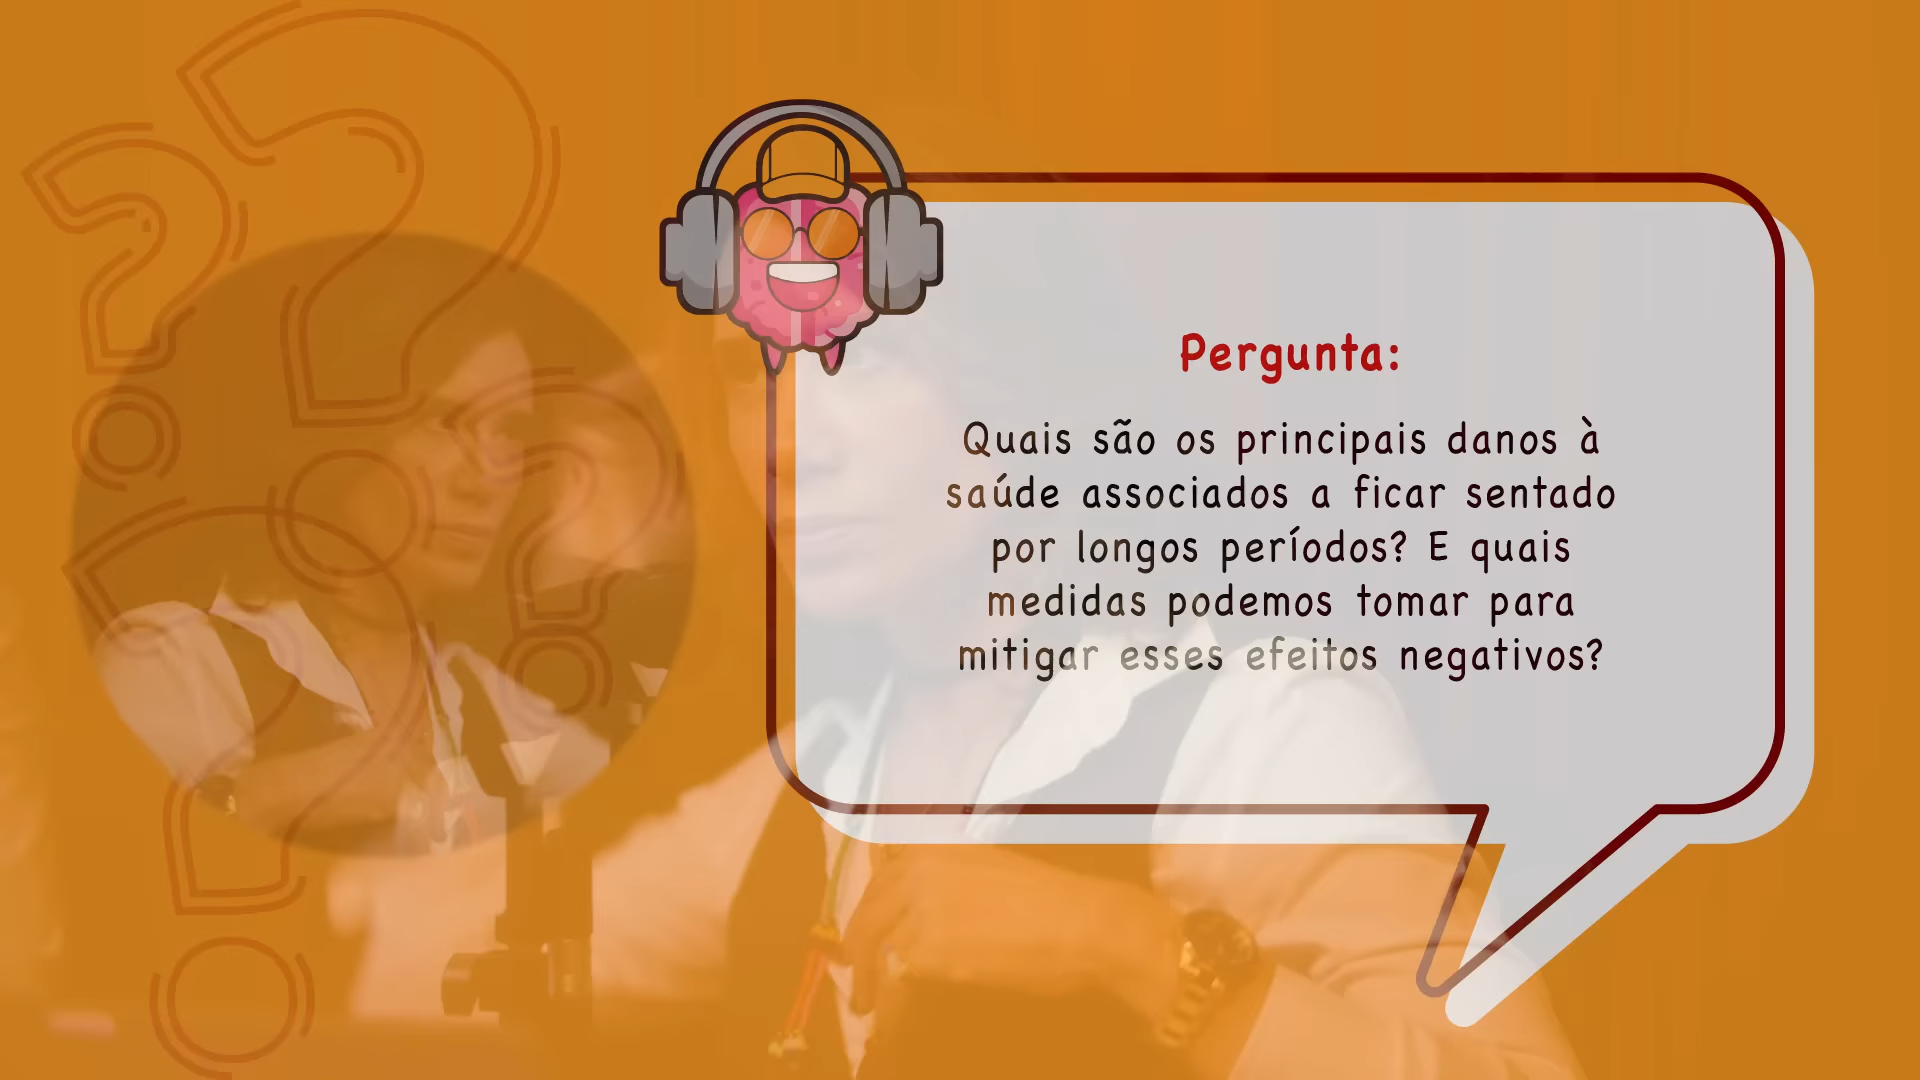 Pergunta:
Quais são os principais danos à
saúde associados a ficar sentado
por longos períodos? E quais
medidas podemos tomar para
mitigar esses efeitos negativos?